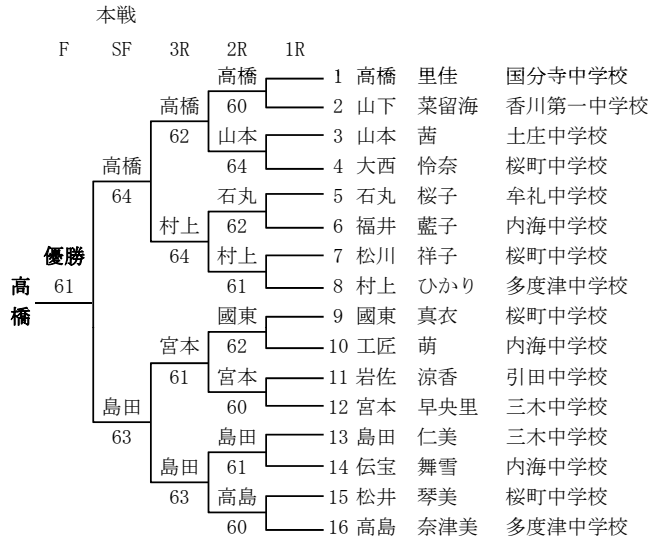 本戦
F SF 3R 2R 1R
高橋 1 高橋 里佳 国分寺中学校
高橋 60 2 山下 菜留海 香川第一中学校
62 山本 3 山本 茜 土庄中学校
高橋 64 4 大西 怜奈 桜町中学校
64 石丸 5 石丸 桜子 牟礼中学校
村上 62 6 福井 藍子 内海中学校
優勝 64 村上 7 松川 祥子 桜町中学校
高橋 61 61 8 村上 ひかり 多度津中学校
國東 9 國東 真衣 桜町中学校
宮本 62 10 工匠 萌 内海中学校
61 宮本 11 岩佐 涼香 引田中学校
島田 60 12 宮本 早央里 三木中学校
63 島田 13 島田 仁美 三木中学校
島田 61 14 伝宝 舞雪 内海中学校
63 高島 15 松井 琴美 桜町中学校
60 16 高島 奈津美 多度津中学校